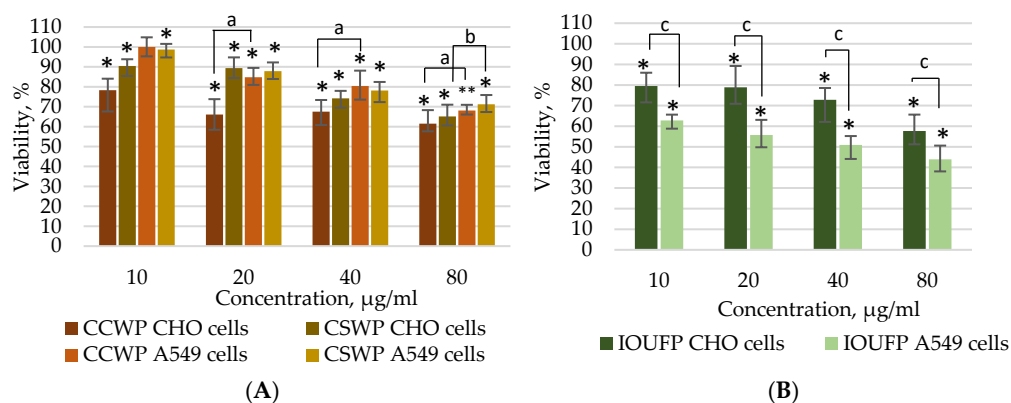 110
100
90
80
70
60
50
40
30
20
10
0
Viability, %
* * *
a
* * * *
a
* * * *
a
b
* * ** *
10 20 40 80
Concentration, µg/ml
CCWP CHO cells CSWP CHO cells
CCWP A549 cells CSWP A549 cells
(A)
110
100
90
80
70
60
50
40
30
20
10
0
Viability, %
c
* *
c
* *
c
* *
c
* *
10 20 40 80
Concentration, µg/ml
IOUFP CHO cells IOUFP A549 cells
(B)